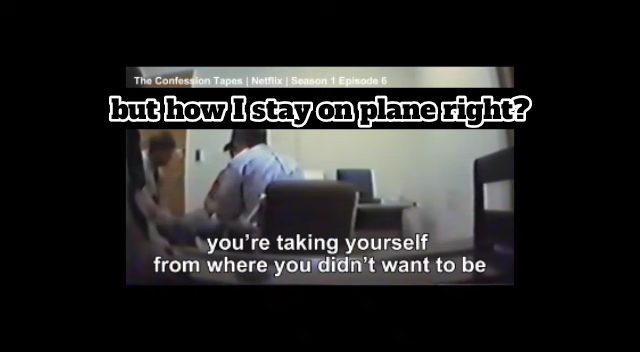 The Confession Tapes | Netflix | Season 1 Episode 6
but how I stay on plane right?
you're taking yourself
from where you didn't want to be